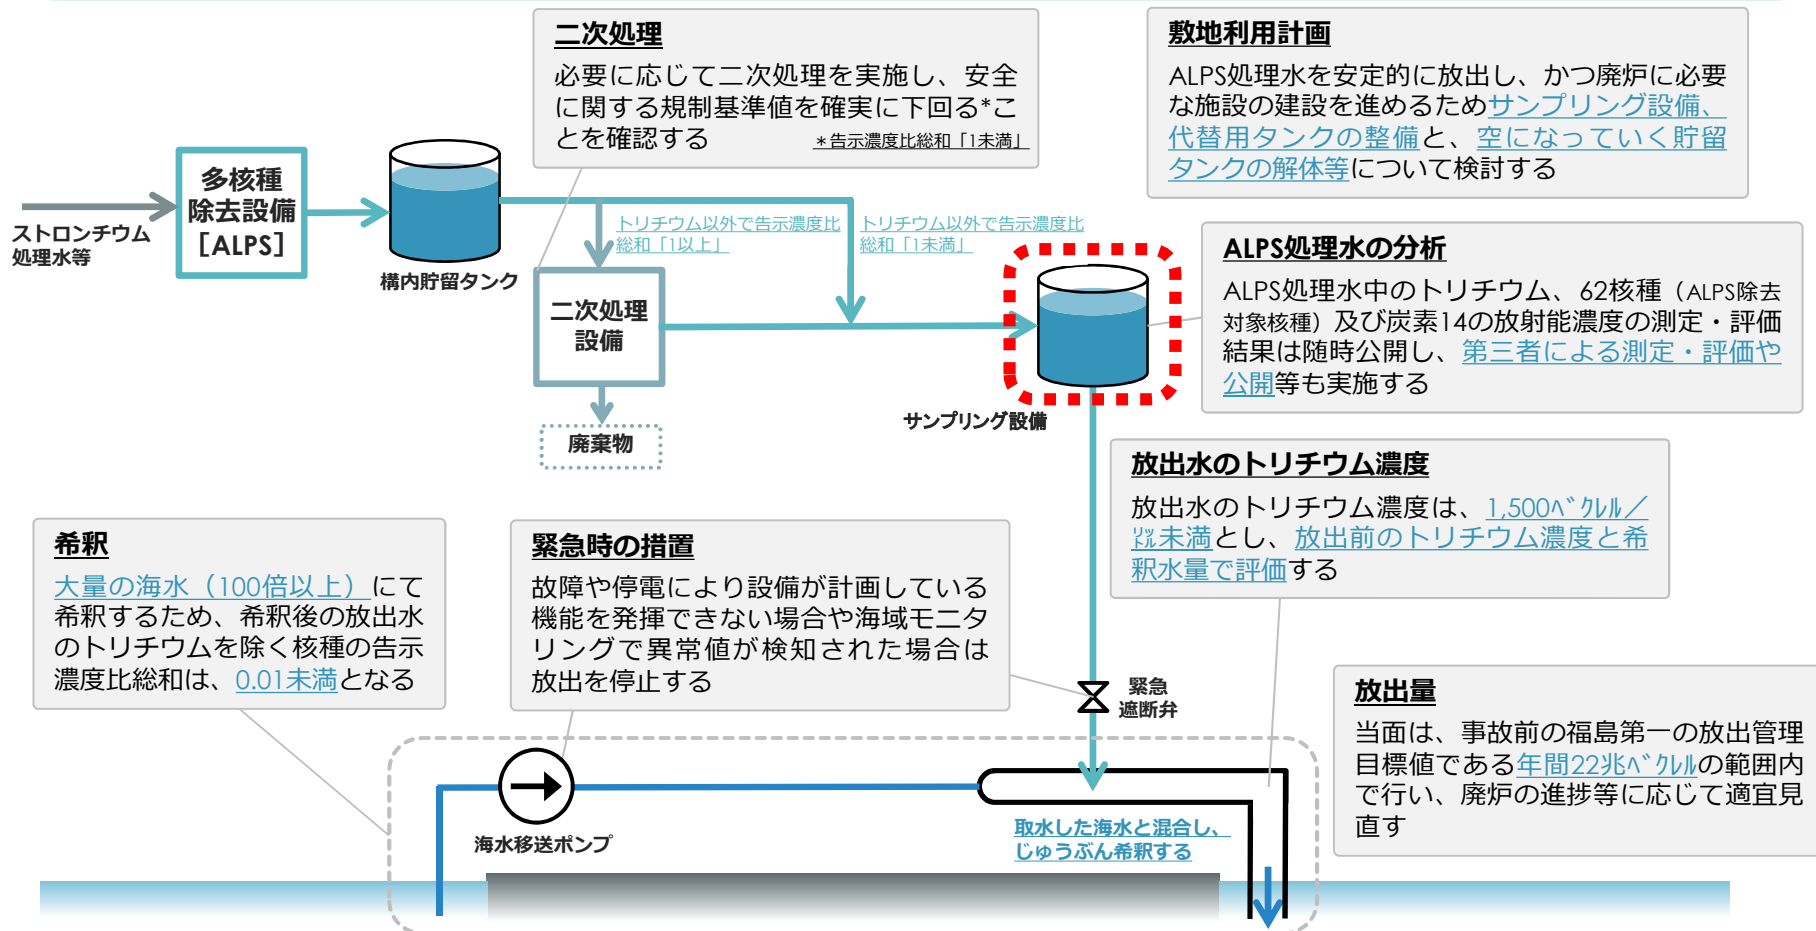 二次処理
必要に応じて二次処理を実施し、安全
に関する規制基準値を確実に下回る*こ
とを確認する
＊告示濃度比総和「1未満」
敷地利用計画
ALPS処理水を安定的に放出し、かつ廃炉に必要
な施設の建設を進めるためサンプリング設備、
代替用タンクの整備と、空になっていく貯留
タンクの解体等について検討する
ストロンチウム
処理水等
多核種
除去設備
［ALPS］
構内貯留タンク
トリチウム以外で告示濃度比
総和「1以上」
トリチウム以外で告示濃度比
総和「1未満」
二次処理
設備
廃棄物
サンプリング設備
ALPS処理水の分析
ALPS処理水中のトリチウム、62核種（ALPS除去
対象核種）及び炭素14の放射能濃度の測定・評価
結果は随時公開し、第三者による測定・評価や
公開等も実施する
放出水のトリチウム濃度
放出水のトリチウム濃度は、1,500ﾍﾞｸﾚﾙ／
㍑未満とし、放出前のトリチウム濃度と希
釈水量で評価する
希釈
大量の海水（100倍以上）にて
希釈するため、希釈後の放出水
のトリチウムを除く核種の告示
濃度比総和は、0.01未満となる
緊急時の措置
故障や停電により設備が計画している
機能を発揮できない場合や海域モニタ
リングで異常値が検知された場合は
放出を停止する
緊急
遮断弁
放出量
当面は、事故前の福島第一の放出管理
目標値である年間22兆ﾍﾞｸﾚﾙの範囲内
で行い、廃炉の進捗等に応じて適宜見
直す
海水移送ポンプ
取水した海水と混合し、
じゅうぶん希釈する